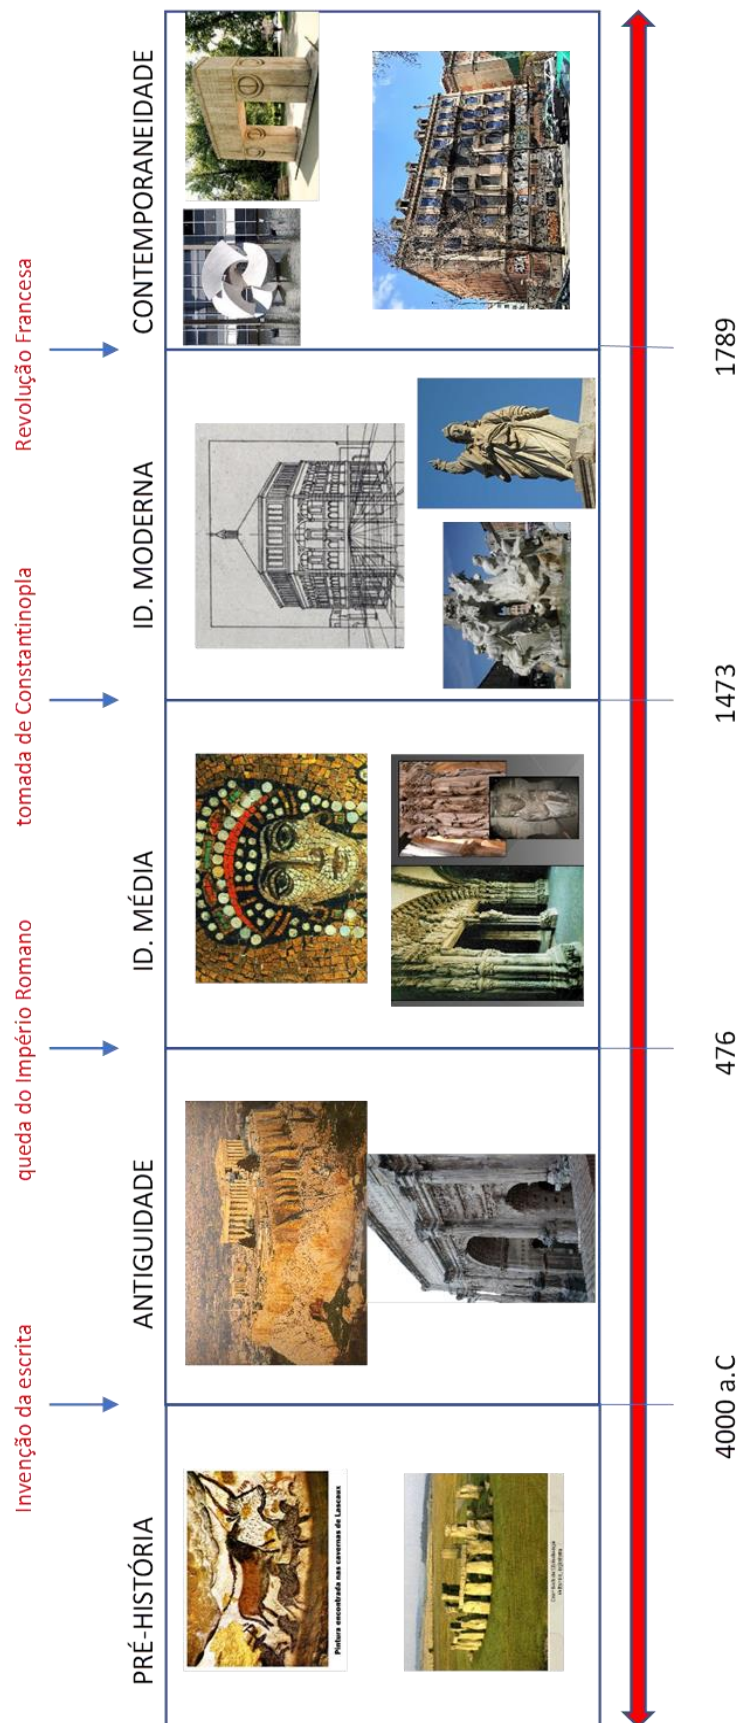 Invenção da escrita
queda do Império Romano
tomada de Constantinopla
Revolução Francesa
PRÉ-HISTÓRIA
ANTIGUIDADE
ID. MÉDIA
ID. MODERNA
CONTEMPORANEIDADE
Pintura encontrada nas cavernas de Lascaux
4000 a.C
476
1473
1789